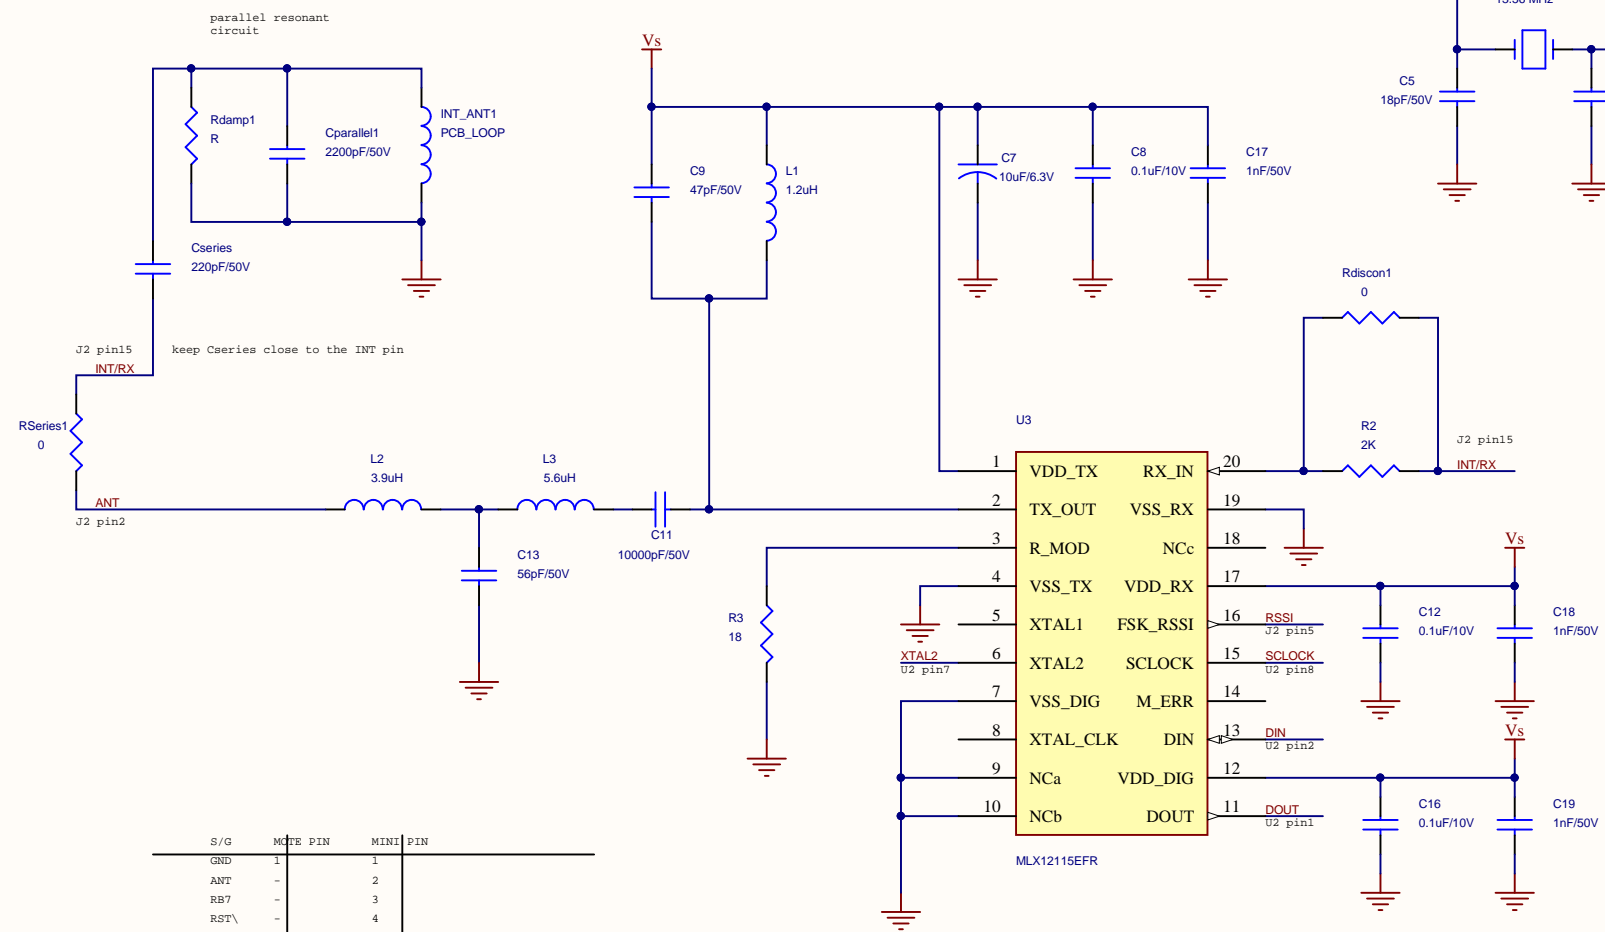 parallel resonant
circuit
Vs
C5
18pF/50V
Rdamp1
R
Cparallel1
2200pF/50V
INT_ANT1
PCB_LOOP
C9
47pF/50V
L1
1.2uH
C7
10uF/6.3V
C8
0.1uF/10V
C17
1nF/50V
Cseries
220pF/50V
Rdiscon1
0
J2 pin15
keep Cseries close to the INT pin
INT/RX
RSeries1
0
ANT
J2 pin2
L2
3.9uH
L3
5.6uH
C11
10000pF/50V
C13
56pF/50V
R3
18
R2
2K
J2 pin15
INT/RX
U3
1 VDD_TX RX_IN 20
2 TX_OUT VSS_RX 19
3 R_MOD NCc 18
4 VSS_TX VDD_RX 17
5 XTAL1 FSK_RSSI 16
6 XTAL2 SCLOCK 15
7 VSS_DIG M_ERR 14
8 XTAL_CLK DIN 13
9 NCa VDD_DIG 12
10 NCb DOUT 11
MLX12115EFR
XTAL2
U2 pin7
RSSI
J2 pin5
SCLOCK
U2 pin8
DIN
U2 pin2
DOUT
U2 pin1
Vs
C12
0.1uF/10V
C18
1nF/50V
Vs
C16
0.1uF/10V
C19
1nF/50V
S/G MOTE PIN MINI PIN
GND 1 1
ANT - 2
RB7 - 3
RST\ - 4